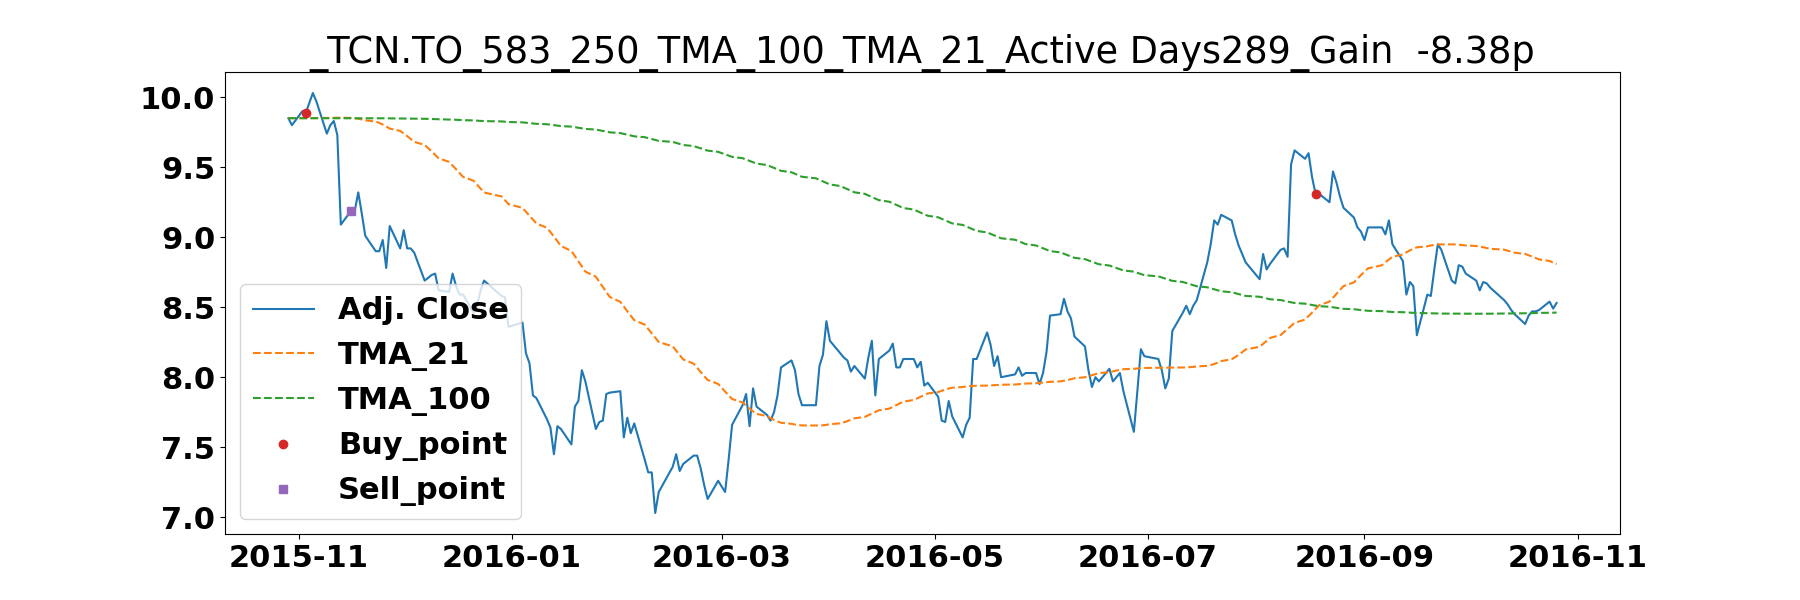 _TCN.TO_583_250_TMA_100_TMA_21_Active Days289_Gain  -8.38p
10.0
9.5
9.0
8.5
8.0
7.5
7.0
Adj. Close
TMA_21
TMA_100
Buy_point
Sell_point
2015-11 2016-01 2016-03 2016-05 2016-07 2016-09 2016-11